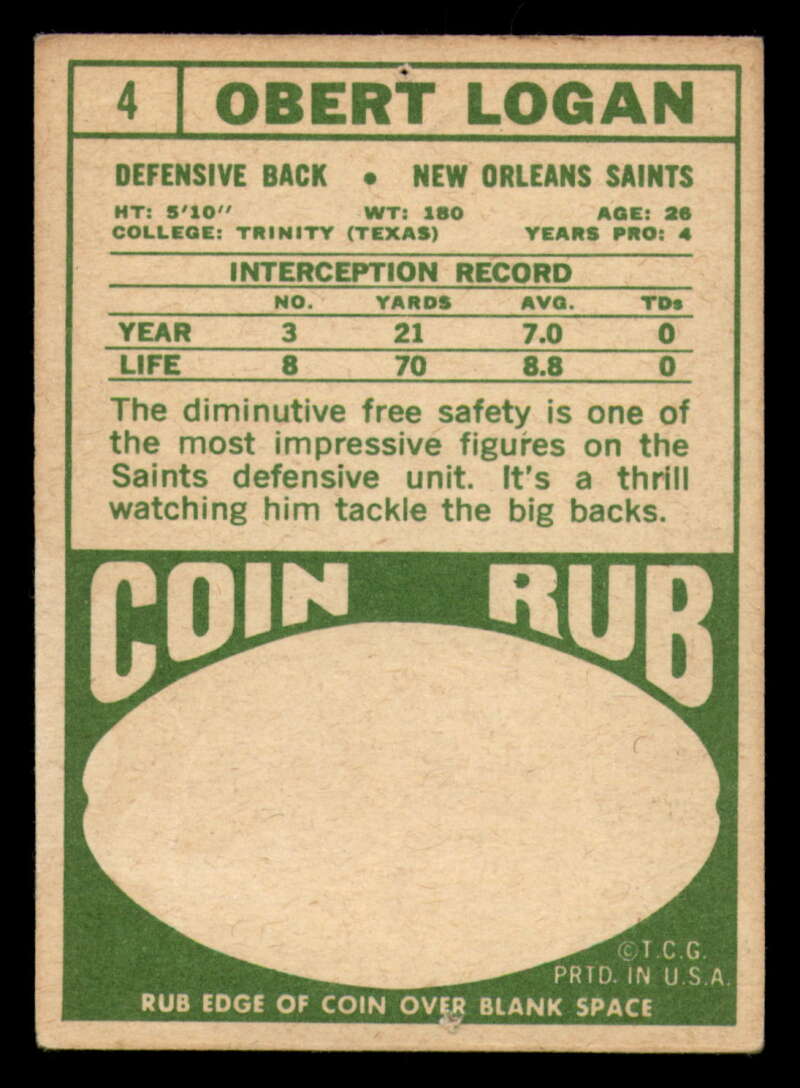 4 OBERT LOGAN
DEFENSIVE BACK • NEW ORLEANS SAINTS
HT: 5'10" WT: 180 AGE: 26
COLLEGE: TRINITY (TEXAS) YEARS PRO: 4
INTERCEPTION RECORD
NO. YARDS AVG. TDs
YEAR 3 21 7.0 0
LIFE 8 70 8.8 0
The diminutive free safety is one of
the most impressive figures on the
Saints defensive unit. It's a thrill
watching him tackle the big backs.
COIN RUB
©T.C.G.
PRTD. IN U.S.A.
RUB EDGE OF COIN OVER BLANK SPACE